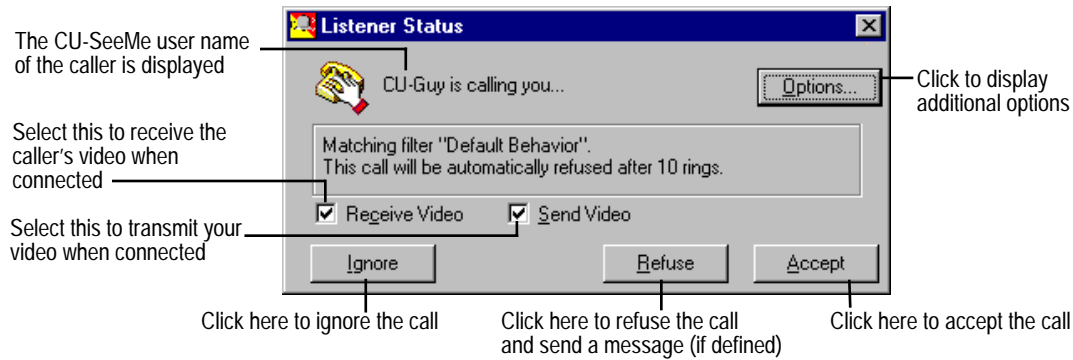 Listener Status
The CU-SeeMe user name
of the caller is displayed
CU-Guy is calling you...
Options...
Click to display
additional options
Select this to receive the
caller's video when
connected
Matching filter "Default Behavior".
This call will be automatically refused after 10 rings.
Receive Video
Send Video
Select this to transmit your
video when connected
Ignore
Refuse
Accept
Click here to ignore the call
Click here to refuse the call
and send a message (if defined)
Click here to accept the call